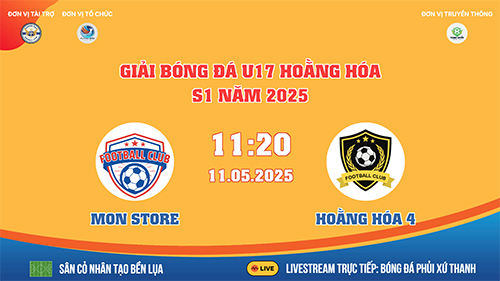 ĐƠN VỊ TÀI TRỢ
ĐƠN VỊ TỔ CHỨC
ĐƠN VỊ TRUYỀN THÔNG
GIẢI BÓNG ĐÁ U17 HOẰNG HÓA
S1 NĂM 2025
FOOTBALL CLUB
11:20
11.05.2025
FOOTBALL CLUB
MON STORE
HOẰNG HÓA 4
SÂN CỎ NHÂN TẠO BẾN LỤA
LIVE
LIVESTREAM TRỰC TIẾP: BÓNG ĐÁ PHỦI XỨ THANH